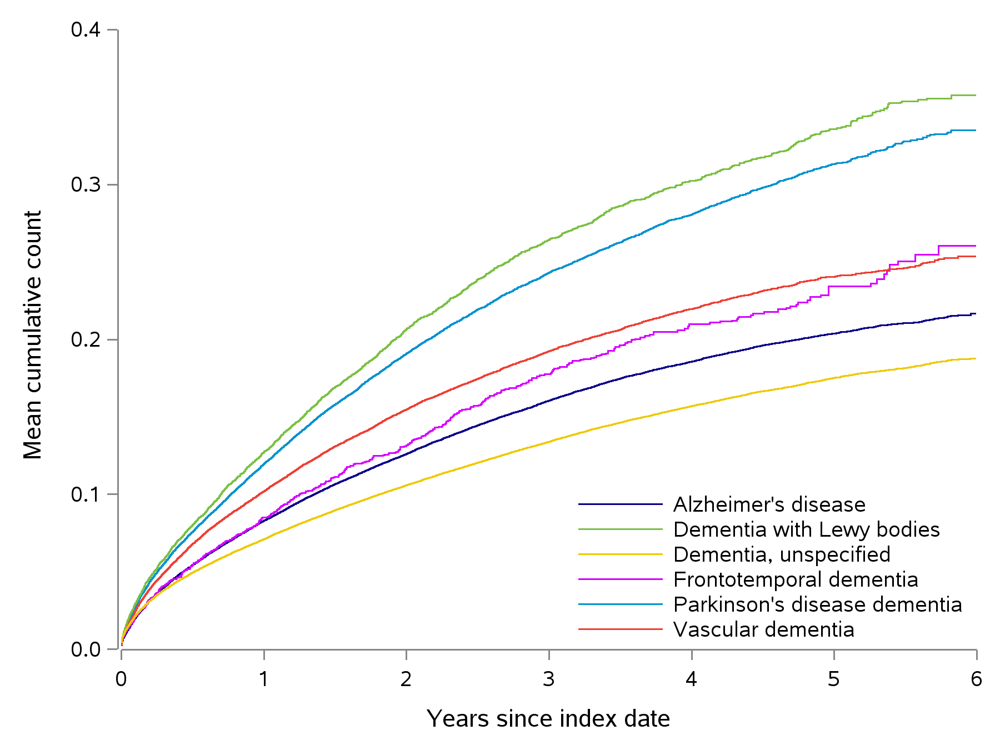 0.4
0.3
0.2
0.1
0.0
Mean cumulative count
Alzheimer's disease
Dementia with Lewy bodies
Dementia, unspecified
Frontotemporal dementia
Parkinson's disease dementia
Vascular dementia
0 1 2 3 4 5 6
Years since index date